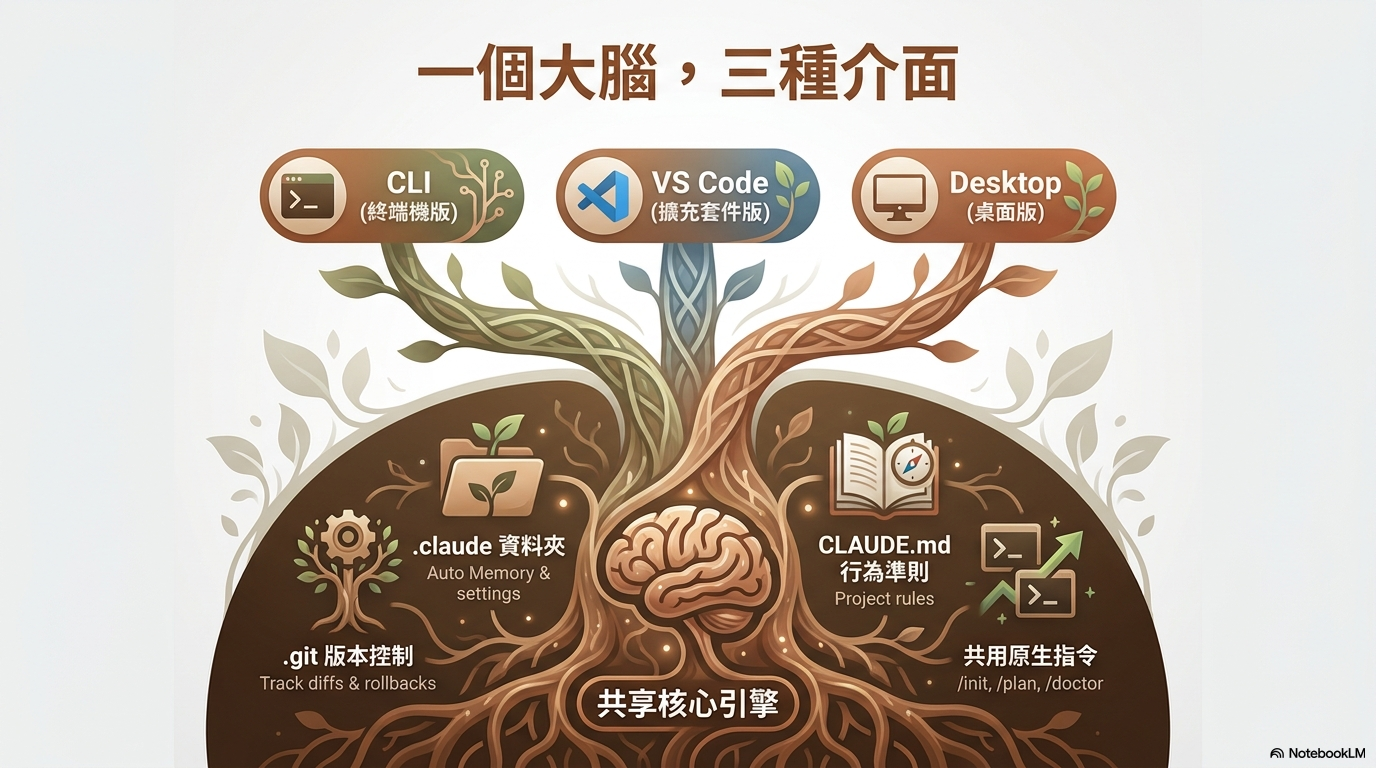 一個大腦，三種介面
CLI
(終端機版)
VS Code
(擴充套件版)
Desktop
(桌面版)
.claude 資料夾
Auto Memory &
settings
CLAUDE.md
行為準則
Project rules
.git 版本控制
Track diffs & rollbacks
共用原生指令
/init, /plan, /doctor
共享核心引擎
NotebookLM